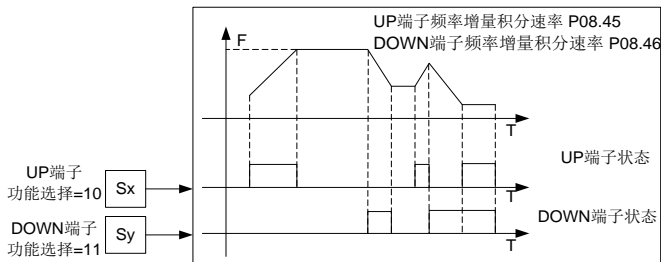 UP端子频率增量积分速率 P08.45
DOWN端子频率增量积分速率 P08.46
F
T
UP端子
功能选择=10
Sx
UP端子状态
T
DOWN端子
功能选择=11
Sy
DOWN端子状态
T